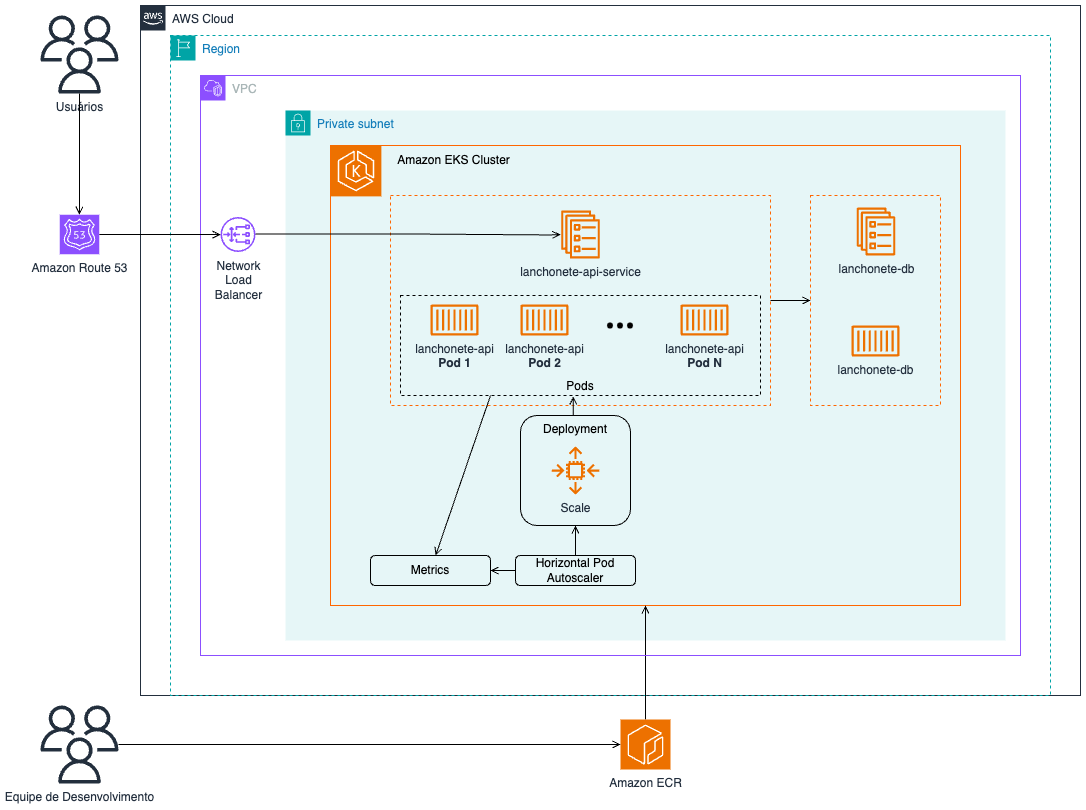 aws
AWS Cloud
Region
VPC
Private subnet
Usuários
Amazon EKS Cluster
53
Amazon Route 53
Network
Load
Balancer
lanchonete-api-service
lanchonete-db
lanchonete-api
Pod 1
lanchonete-api
Pod 2
lanchonete-api
Pod N
lanchonete-db
Pods
Deployment
Scale
Metrics
Horizontal Pod
Autoscaler
K
Equipe de Desenvolvimento
Amazon ECR